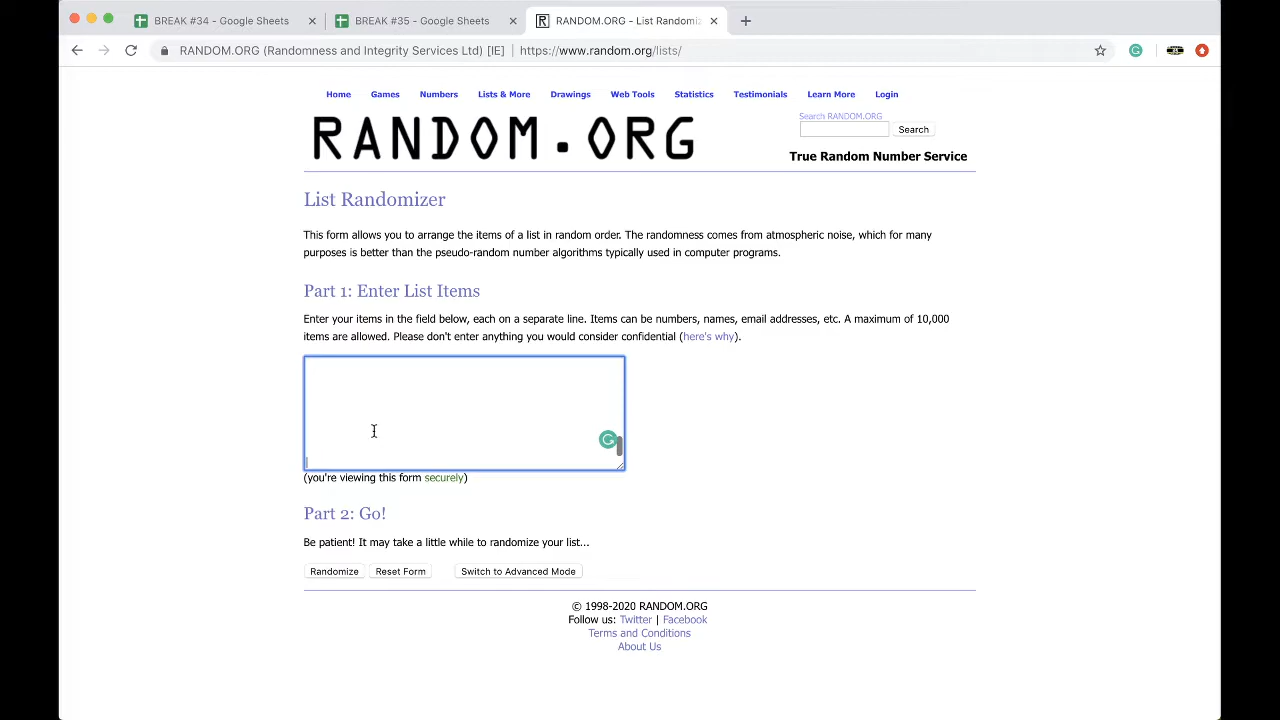 BREAK #34 - Google Sheets
BREAK #35 - Google Sheets
RANDOM.ORG - List Randomiz
RANDOM.ORG (Randomness and Integrity Services Ltd) [IE] https://www.random.org/lists/
Home Games Numbers Lists & More Drawings Web Tools Statistics Testimonials Learn More Login
RANDOM.ORG
Search RANDOM.ORG
Search
True Random Number Service
List Randomizer
This form allows you to arrange the items of a list in random order. The randomness comes from atmospheric noise, which for many
purposes is better than the pseudo-random number algorithms typically used in computer programs.
Part 1: Enter List Items
Enter your items in the field below, each on a separate line. Items can be numbers, names, email addresses, etc. A maximum of 10,000
items are allowed. Please don't enter anything you would consider confidential (here's why).
(you're viewing this form securely)
Part 2: Go!
Be patient! It may take a little while to randomize your list...
Randomize Reset Form Switch to Advanced Mode
© 1998-2020 RANDOM.ORG
Follow us: Twitter | Facebook
Terms and Conditions
About Us